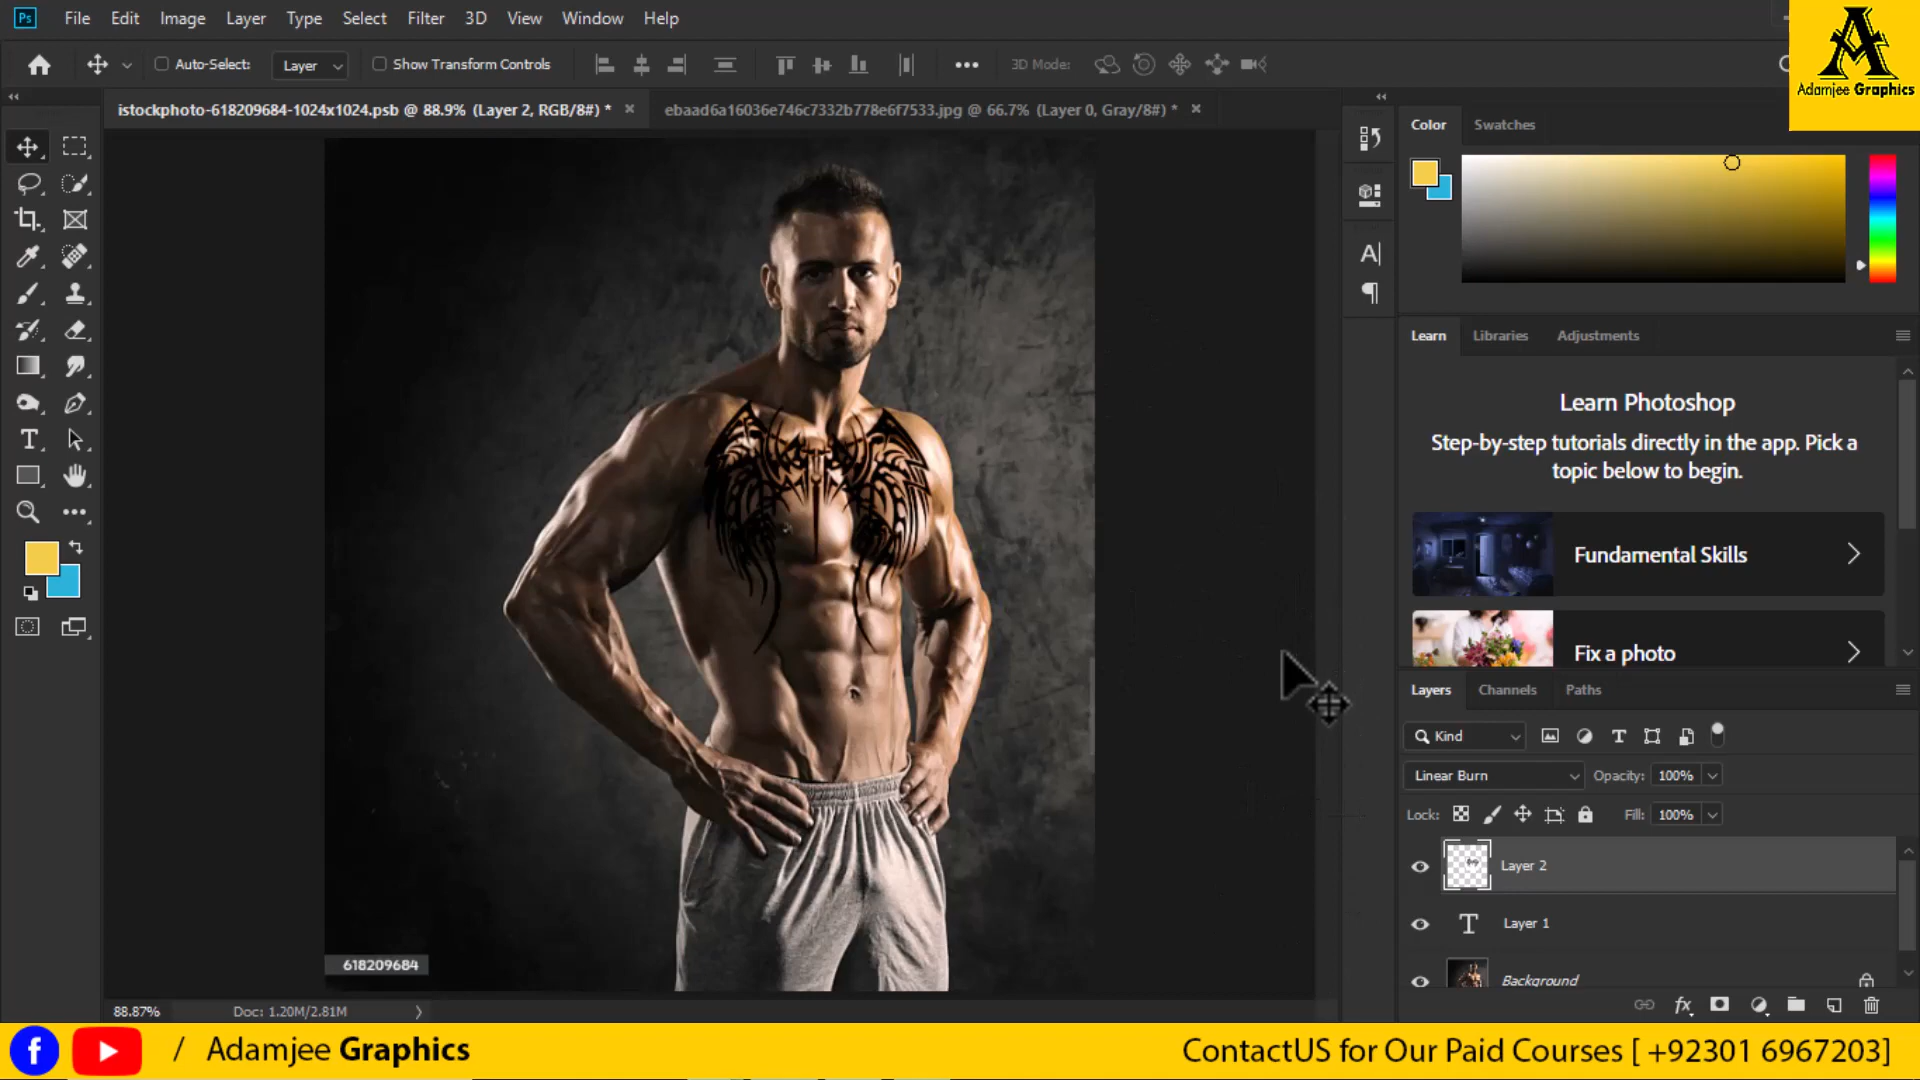 Ps File Edit Image Layer Type Select Filter 3D View Window Help
Auto-Select: Layer Show Transform Controls 3D Mode:
Adamjee Graphics
istockphoto-618209684-1024x1024.psb @ 88.9% (Layer 2, RGB/8#) * ebaad6a16036e746c7332b778e6f7533.jpg @ 66.7% (Layer 0, Gray/8#) *
Color Swatches
Learn Libraries Adjustments
Learn Photoshop
Step-by-step tutorials directly in the app. Pick a
topic below to begin.
Fundamental Skills
Fix a photo
Layers Channels Paths
Kind
Linear Burn Opacity: 100%
Lock: Fill: 100%
Layer 2
Layer 1
Background
618209684
88.87% Doc: 1.20M/2.81M
/ Adamjee Graphics ContactUS for Our Paid Courses [ +92301 6967203]